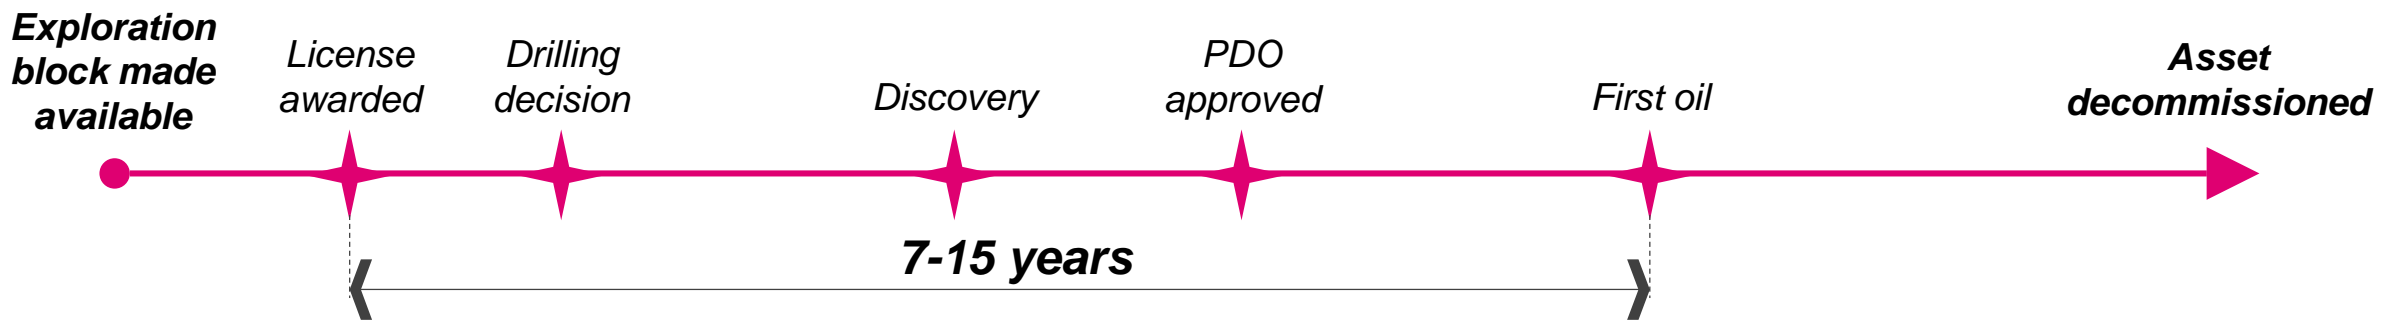 Exploration
block made
available
License
awarded
Drilling
decision
Discovery
PDO
approved
First oil
Asset
decommissioned
7-15 years